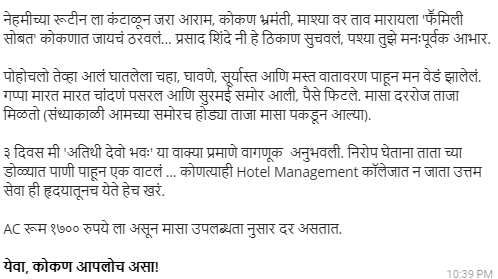 नेहमीच्या रूटीन ला कंटाळून जरा आराम, कोकण भ्रमंती, माश्या वर ताव मारायला 'फॅमिली
सोबत' कोकणात जायचं ठरवलं... प्रसाद शिंदे नी हे ठिकाण सुचवलं, पश्या तुझे मनःपूर्वक आभार.
पोहोचलो तेव्हा आलं घातलेला चहा, घावणे, सूर्यास्त आणि मस्त वातावरण पाहून मन वेडं झालेलं.
गप्पा मारत मारत चांदणं पसरल आणि सुरमई समोर आली, पैसे फिटले. मासा दररोज ताजा
मिळतो (संध्याकाळी आमच्या समोरच होड्या ताजा मासा पकडून आल्या).
३ दिवस मी 'अतिथी देवो भवः' या वाक्या प्रमाणे वागणूक अनुभवली. निरोप घेताना ताता च्या
डोळ्यात पाणी पाहून एक वाटलं ... कोणत्याही Hotel Management कॉलेजात न जाता उत्तम
सेवा ही हृदयातूनच येते हेच खरं.
AC रूम १७०० रुपये ला असून मासा उपलब्धता नुसार दर असतात.
येवा, कोकण आपलोच असा!
10:39 PM